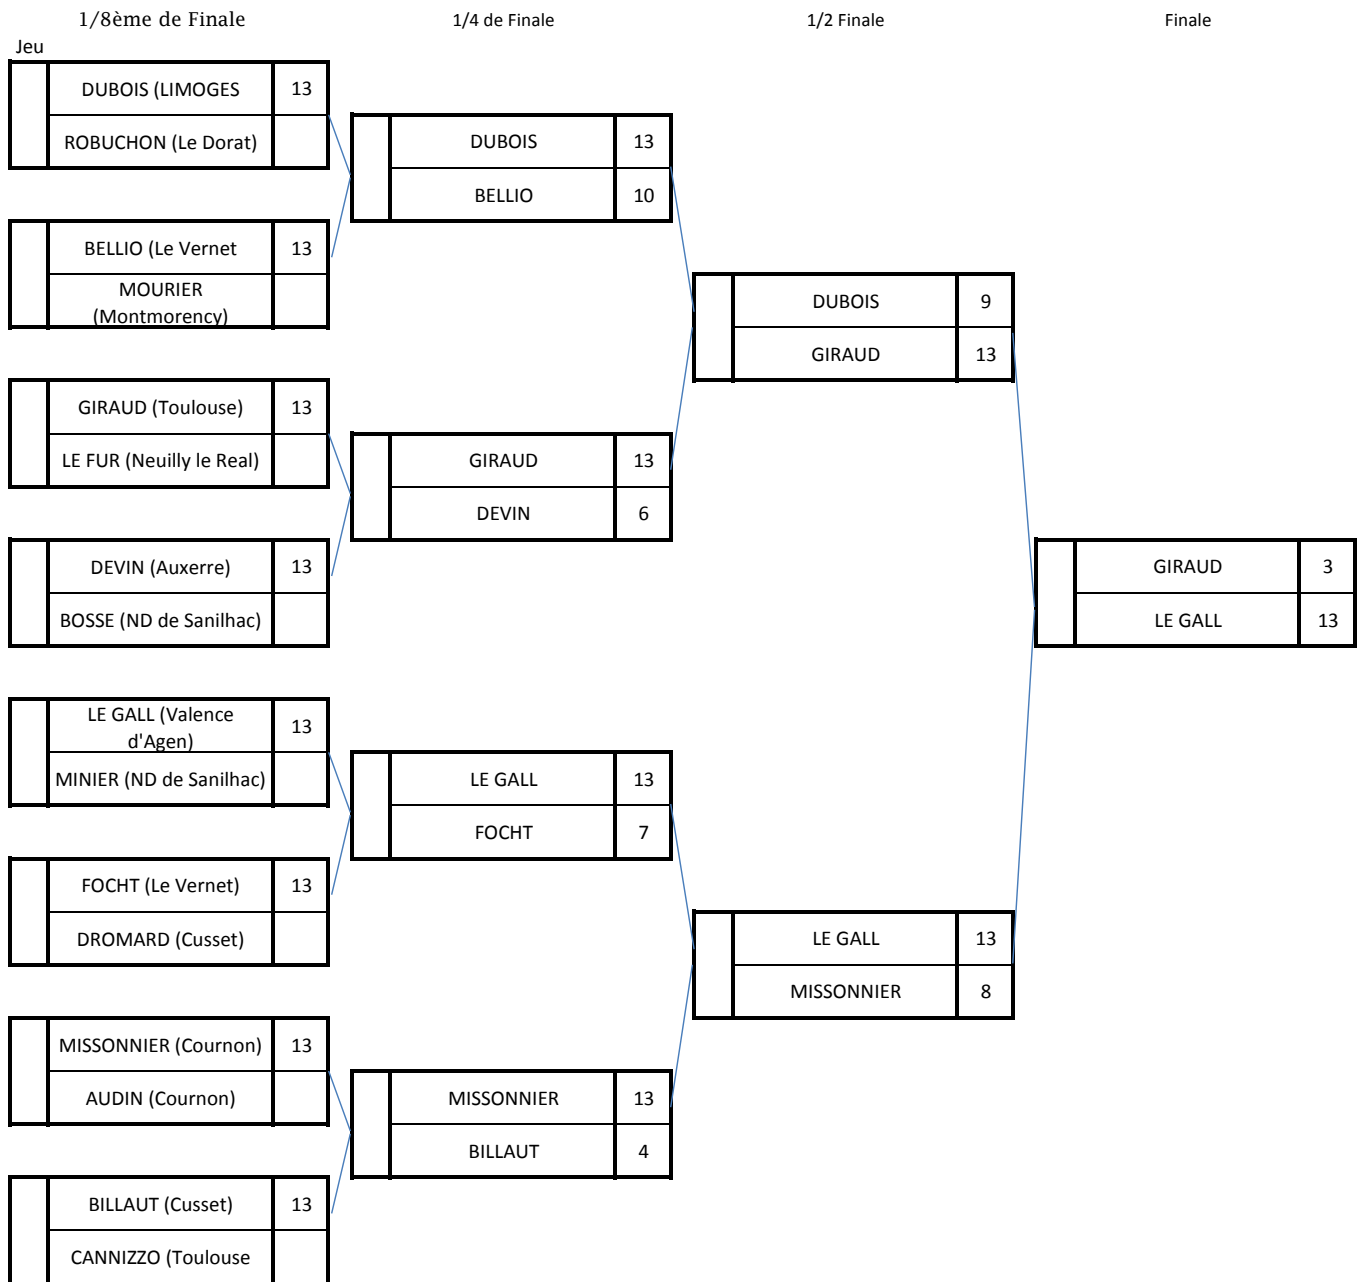 1/8ème de Finale
1/4 de Finale
1/2 Finale
Finale
Jeu
DUBOIS (LIMOGES
13
ROBUCHON (Le Dorat)
BELLIO (Le Vernet
13
MOURIER
(Montmorency)
GIRAUD (Toulouse)
13
LE FUR (Neuilly le Real)
DEVIN (Auxerre)
13
BOSSE (ND de Sanilhac)
LE GALL (Valence
d'Agen)
13
MINIER (ND de Sanilhac)
FOCHT (Le Vernet)
13
DROMARD (Cusset)
MISSONNIER (Cournon)
13
AUDIN (Cournon)
BILLAUT (Cusset)
13
CANNIZZO (Toulouse
DUBOIS
13
BELLIO
10
GIRAUD
13
DEVIN
6
LE GALL
13
FOCHT
7
MISSONNIER
13
BILLAUT
4
DUBOIS
9
GIRAUD
13
LE GALL
13
MISSONNIER
8
GIRAUD
3
LE GALL
13